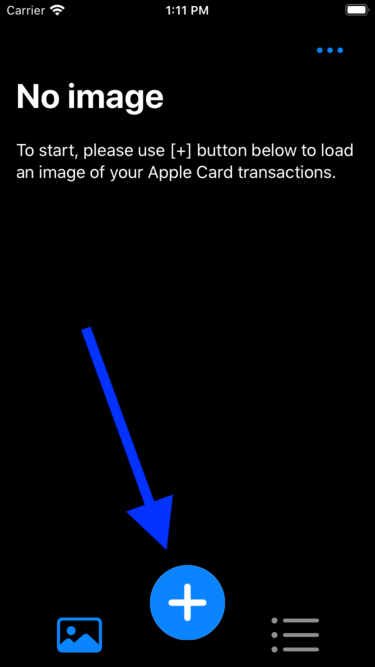 Carrier 1:11 PM
No image
To start, please use [+] button below to load
an image of your Apple Card transactions.